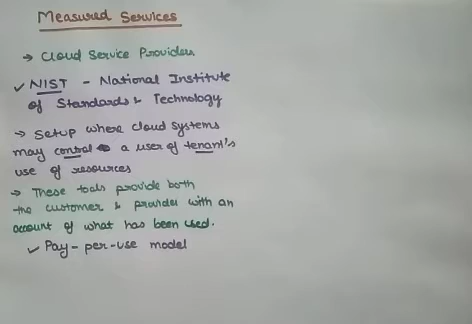 Measured Services
→ Cloud Service Provider
✓ NIST - National Institute
of Standards & Technology
→ Setup where cloud systems
may control a user of tenant's
use of resources
→ These tools provide both
the customer & provider with an
account of what has been used.
✓ Pay-per-use model